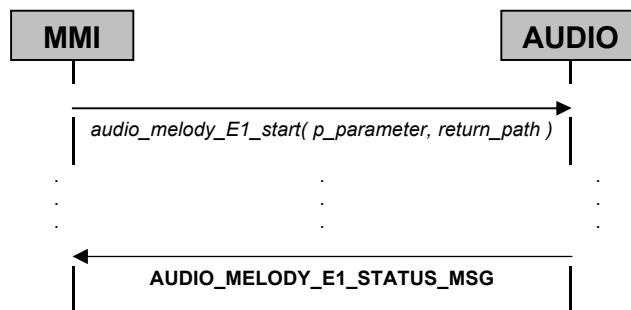 MMI
AUDIO
audio_melody_E1_start( p_parameter, return_path )
. . .
. . .
. . .
AUDIO_MELODY_E1_STATUS_MSG